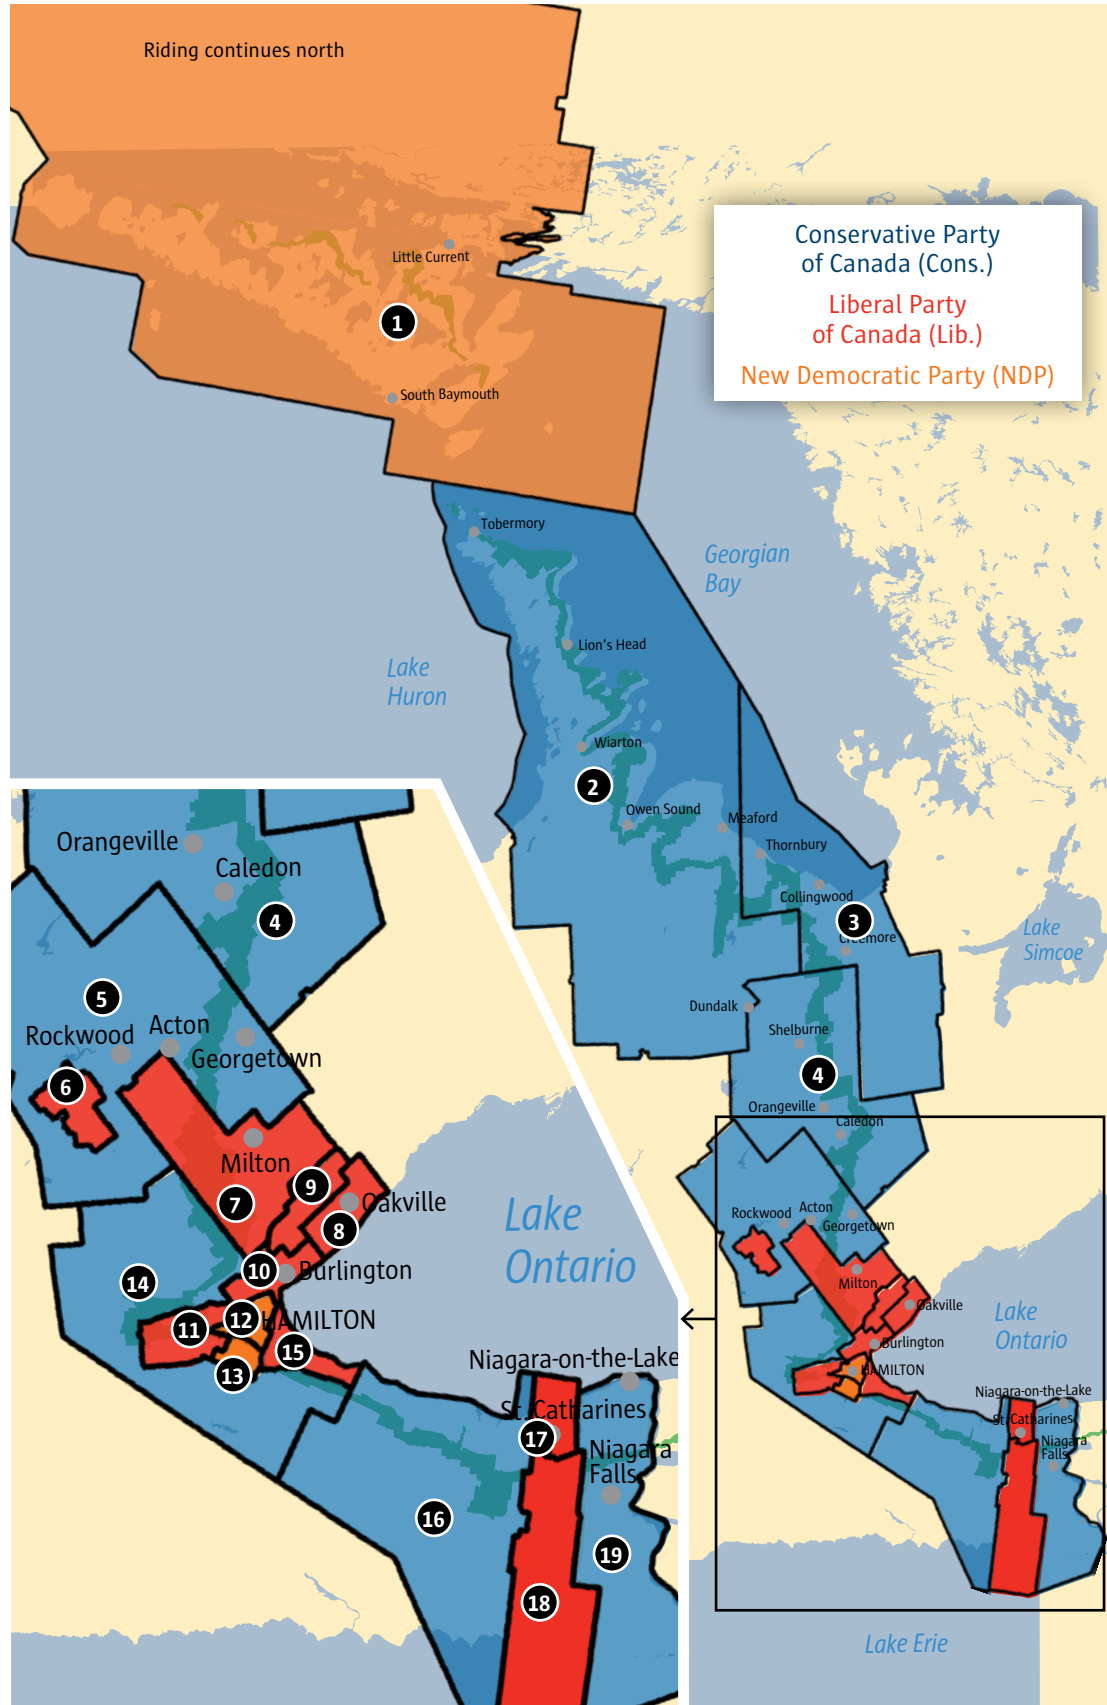 Riding continues north
Conservative Party
of Canada (Cons.)
Liberal Party
of Canada (Lib.)
New Democratic Party (NDP)
Little Current
1
South Baymouth
Tobermory
Georgian
Bay
Lion's Head
Lake
Huron
Wiarton
2
Owen Sound
Meaford
Thornbury
Collingwood
3
Creemore
Lake
Simcoe
Dundalk
Shelburne
4
Orangeville
Caledon
Rockwood
Acton
Georgetown
Milton
Oakville
Lake
Ontario
Burlington
HAMILTON
Niagara-on-the-Lake
St. Catharines
Niagara
Falls
Lake Erie
Orangeville
Caledon
4
5
Rockwood
Acton
Georgetown
6
Milton
7
9
Oakville
8
Lake
Ontario
10
Burlington
14
12
HAMILTON
11
15
13
Niagara-on-the-Lake
St. Catharines
17
Niagara
Falls
16
19
18